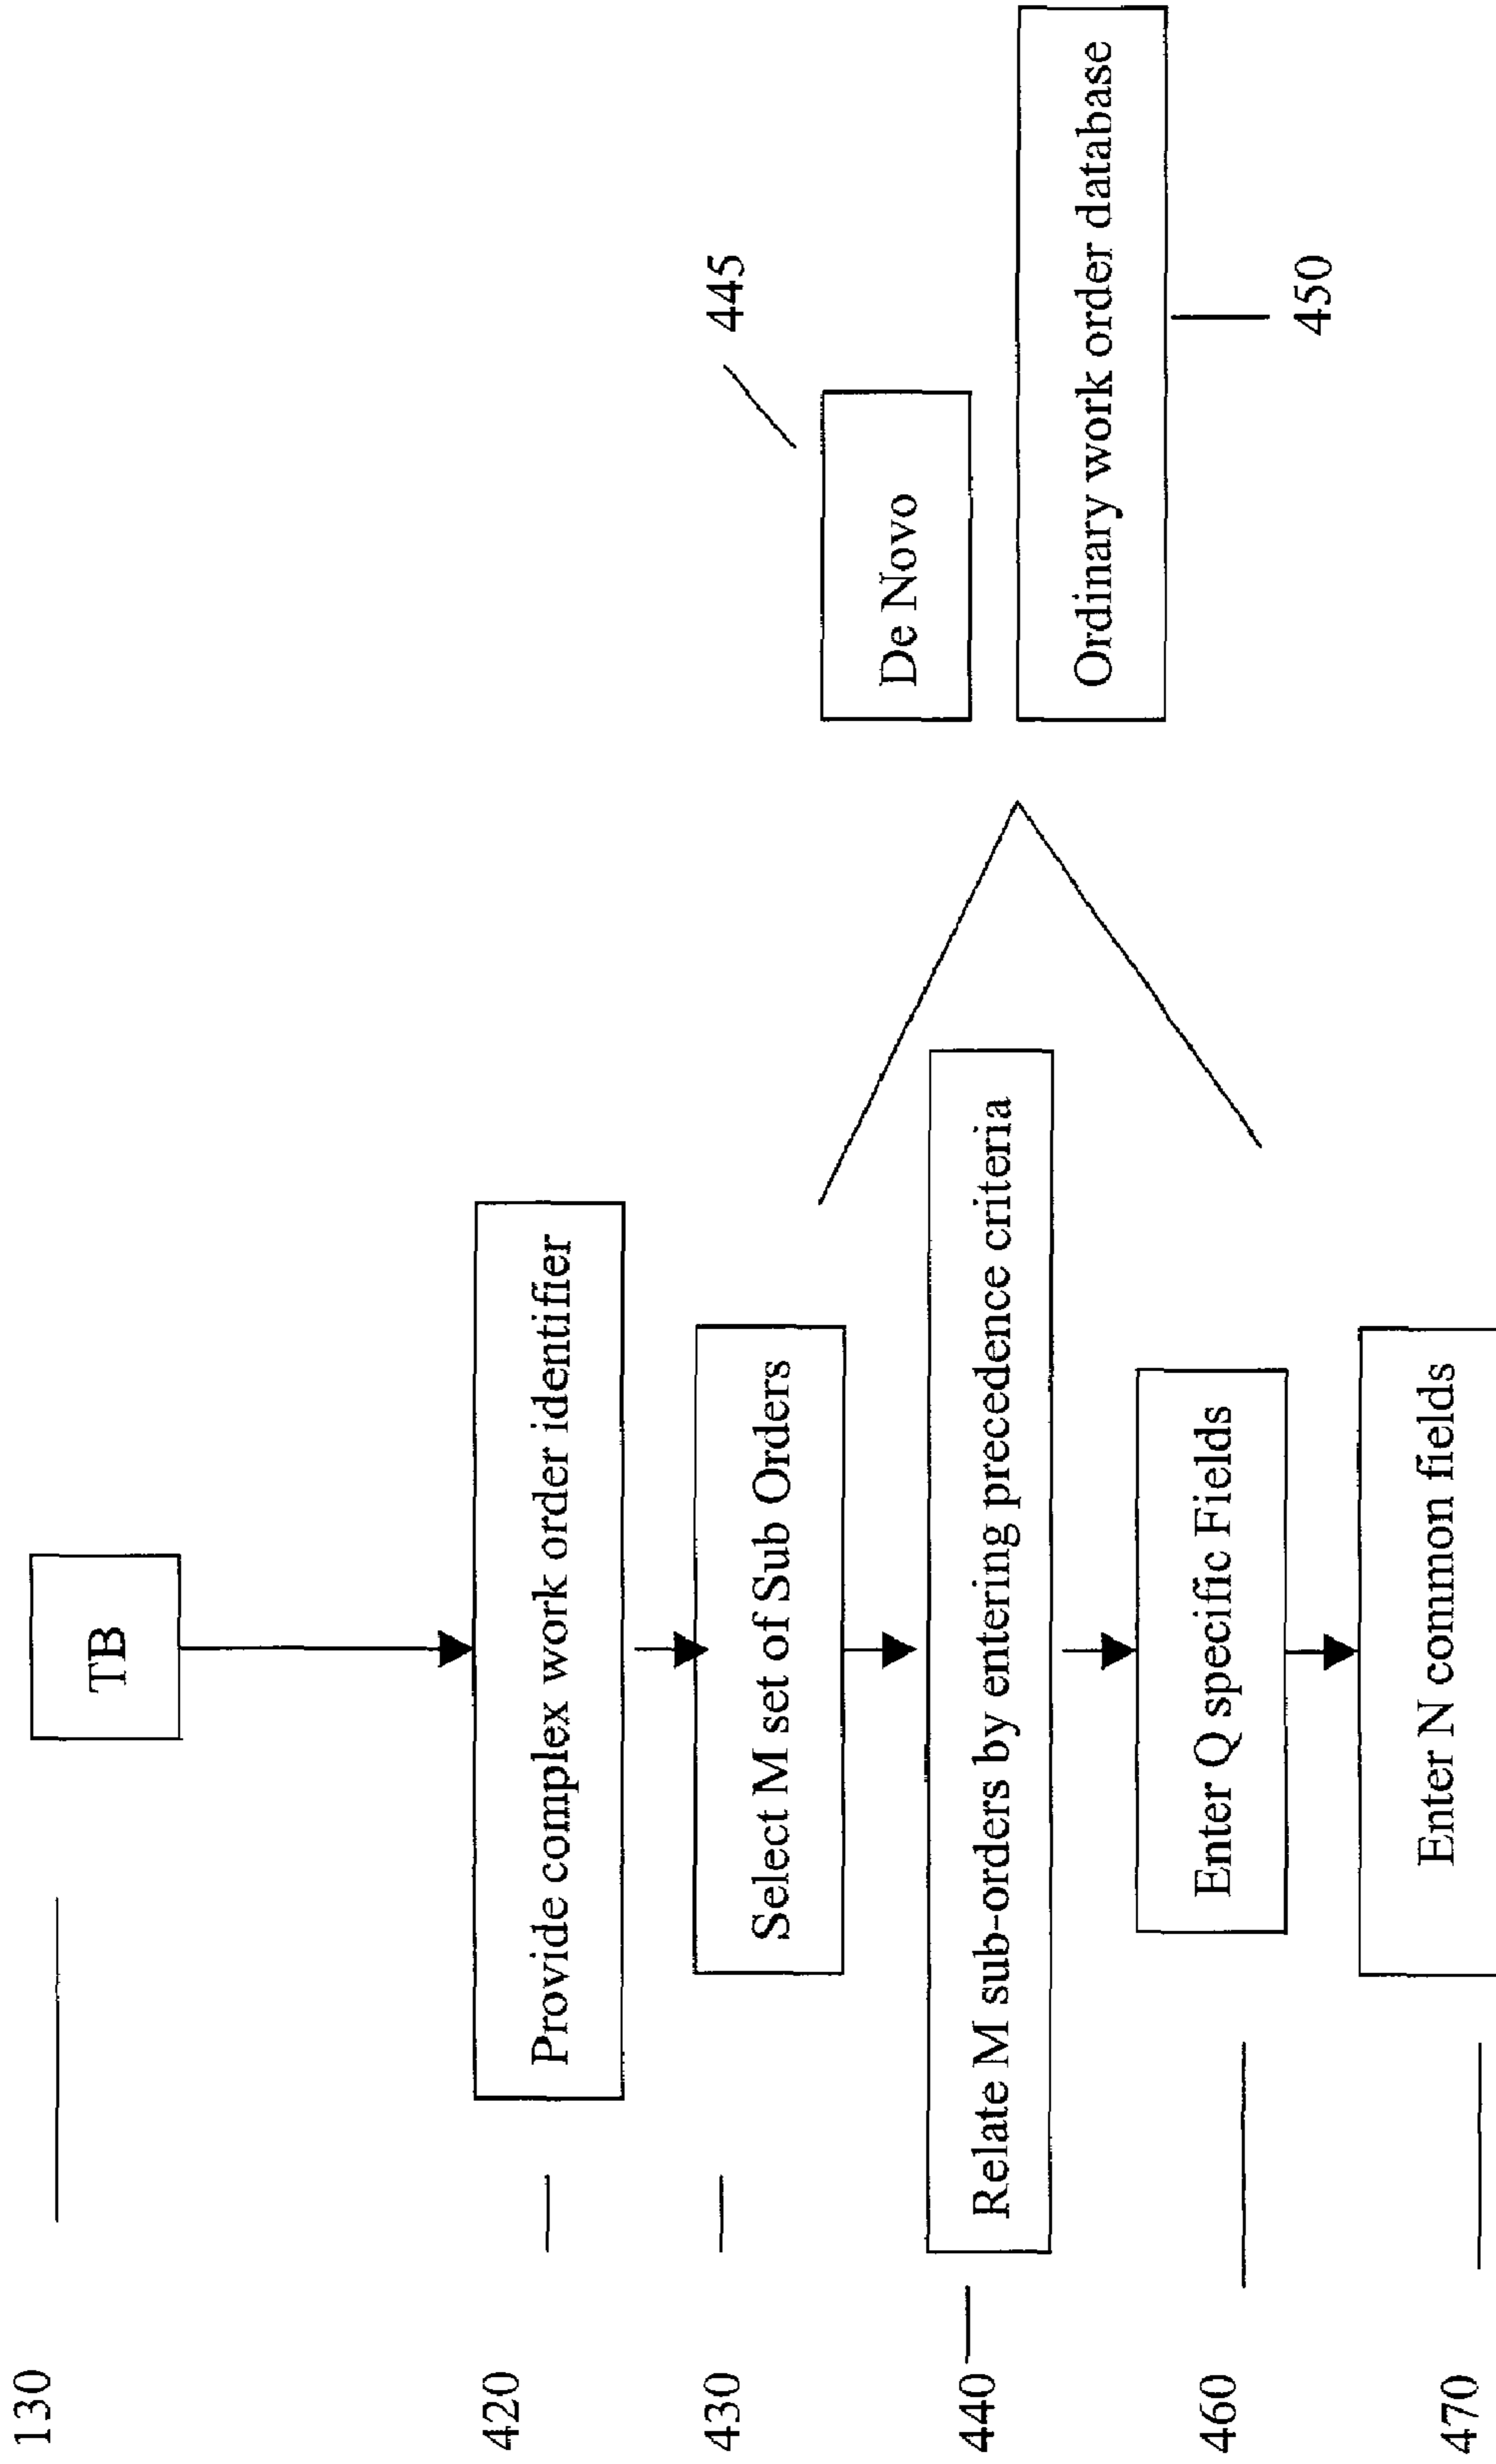 130
TB
420
Provide complex work order identifier
430
Select M set of Sub Orders
440
Relate M sub-orders by entering precedence criteria
445
De Novo
Ordinary work order database
450
460
Enter Q specific Fields
470
Enter N common fields